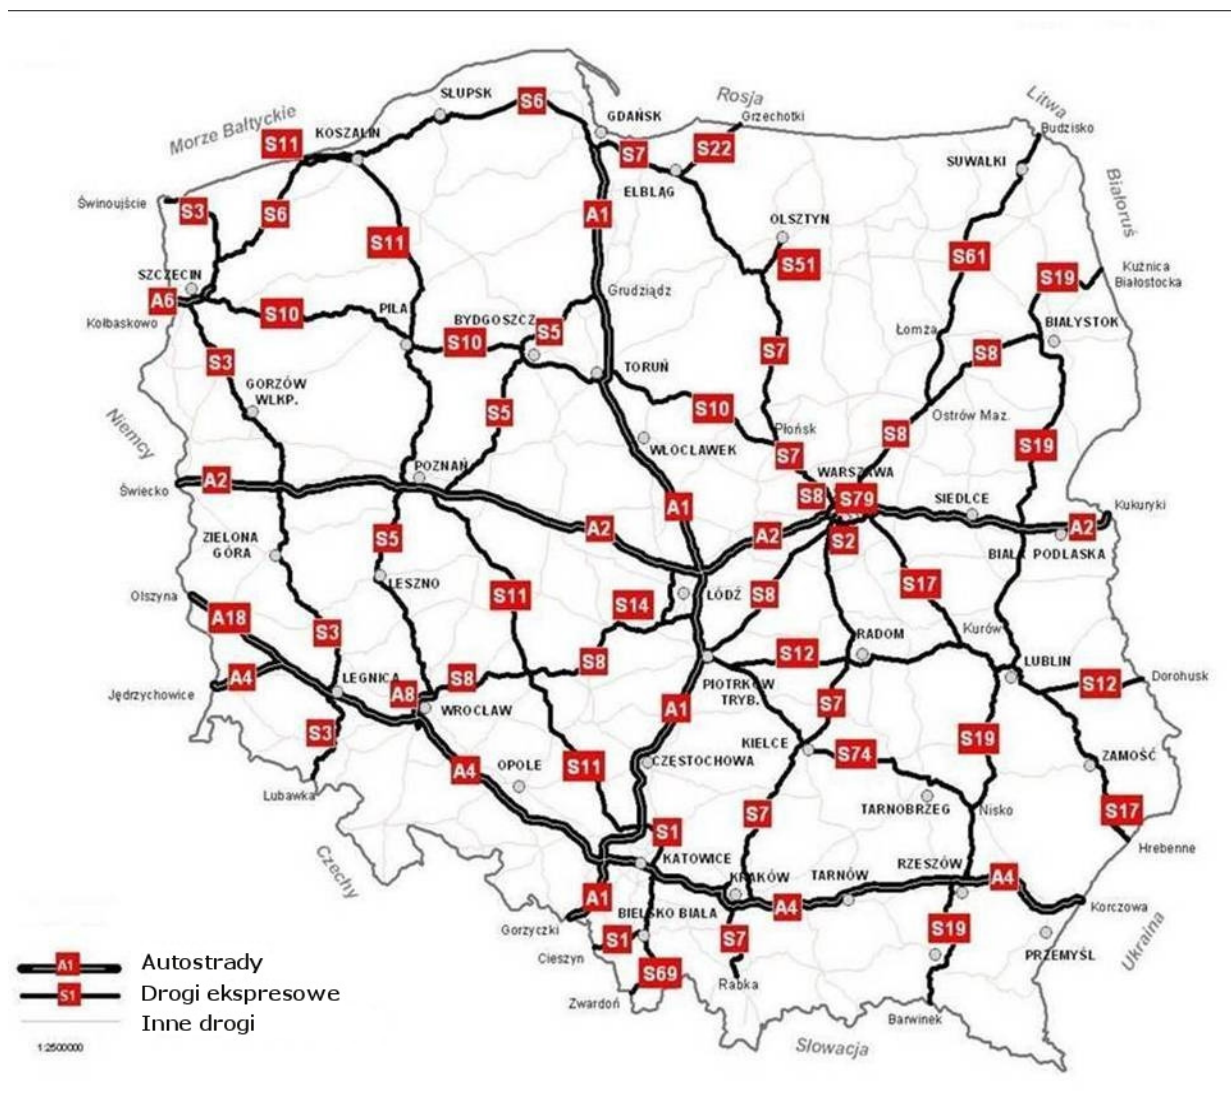 Morze Bałtyckie
Rosja
Litwa
SŁUPSK
S6
GDAŃSK
Grzechotki
Budzisko
S11
KOSZALIN
S7
S22
SUWAŁKI
ELBLĄG
Białoruś
Świnoujście
S3
S6
A1
OLSZTYN
S11
S61
S51
SZCZECIN
S19
Kuźnica
Białostocka
A6
Kołbaskowo
S10
PIŁA
Grudziądz
BYDGOSZCZ
S5
Łomża
BIAŁYSTOK
S10
S7
S8
S3
TORUŃ
GORZÓW
WLKP.
S5
S10
Ostrów Maz.
Niemcy
Płońsk
S8
WŁOCŁAWEK
S7
S19
POZNAŃ
WARSZAWA
A2
Świecko
S8
S79
SIEDLCE
Kukuryki
A1
A2
A2
S2
A2
ZIELONA
GÓRA
S5
BIAŁA PODLASKA
LESZNO
Olszyna
S11
S14
ŁÓDŹ
S8
S17
A18
S3
RADOM
Kurów
S8
S12
LUBLIN
A4
LEGNICA
S8
Jędrzychowice
A8
PIOTRKÓW
TRYB.
S12
Dorohusk
WROCŁAW
A1
S7
S3
KIELCE
S19
S74
A4
OPOLE
S11
CZĘSTOCHOWA
ZAMOŚĆ
Lubawka
TARNOBRZEG
Nisko
S7
S17
S1
Hrebenne
Czechy
KATOWICE
RZESZÓW
KRAKÓW
TARNÓW
A4
A1
A4
Korczowa
BIELSKO BIAŁA
Gorzyczki
S1
S7
S19
Ukraina
Cieszyn
PRZEMYŚL
S69
Rabka
Zwardoń
Barwinek
Słowacja
A1 Autostrady
S1 Drogi ekspresowe
Inne drogi
1:2500000